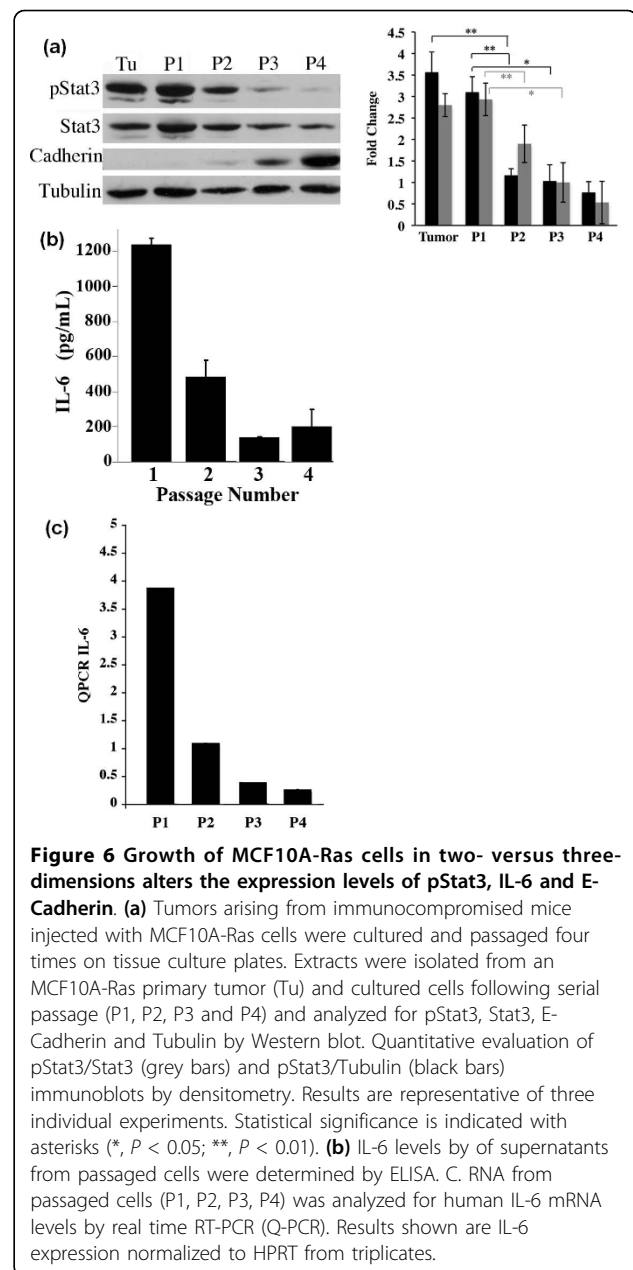 (a)
Tu P1 P2 P3 P4
pStat3
Stat3
Cadherin
Tubulin
**
**
*
**
*
Fold Change
4
3.5
3
2.5
2
1.5
1
0.5
0
Tumor P1 P2 P3 P4
(b)
IL-6 (pg/mL)
1200
1000
800
600
400
200
0
1 2 3 4
Passage Number
(c)
QPCR IL-6
5
4.5
4
3.5
3
2.5
2
1.5
1
0.5
0
P1 P2 P3 P4
Figure 6 Growth of MCF10A-Ras cells in two- versus three-
dimensions alters the expression levels of pStat3, IL-6 and E-
Cadherin. (a) Tumors arising from immunocompromised mice
injected with MCF10A-Ras cells were cultured and passaged four
times on tissue culture plates. Extracts were isolated from an
MCF10A-Ras primary tumor (Tu) and cultured cells following serial
passage (P1, P2, P3 and P4) and analyzed for pStat3, Stat3, E-
Cadherin and Tubulin by Western blot. Quantitative evaluation of
pStat3/Stat3 (grey bars) and pStat3/Tubulin (black bars)
immunoblots by densitometry. Results are representative of three
individual experiments. Statistical significance is indicated with
asterisks (*, P < 0.05; **, P < 0.01). (b) IL-6 levels by of supernatants
from passaged cells were determined by ELISA. C. RNA from
passaged cells (P1, P2, P3, P4) was analyzed for human IL-6 mRNA
levels by real time RT-PCR (Q-PCR). Results shown are IL-6
expression normalized to HPRT from triplicates.